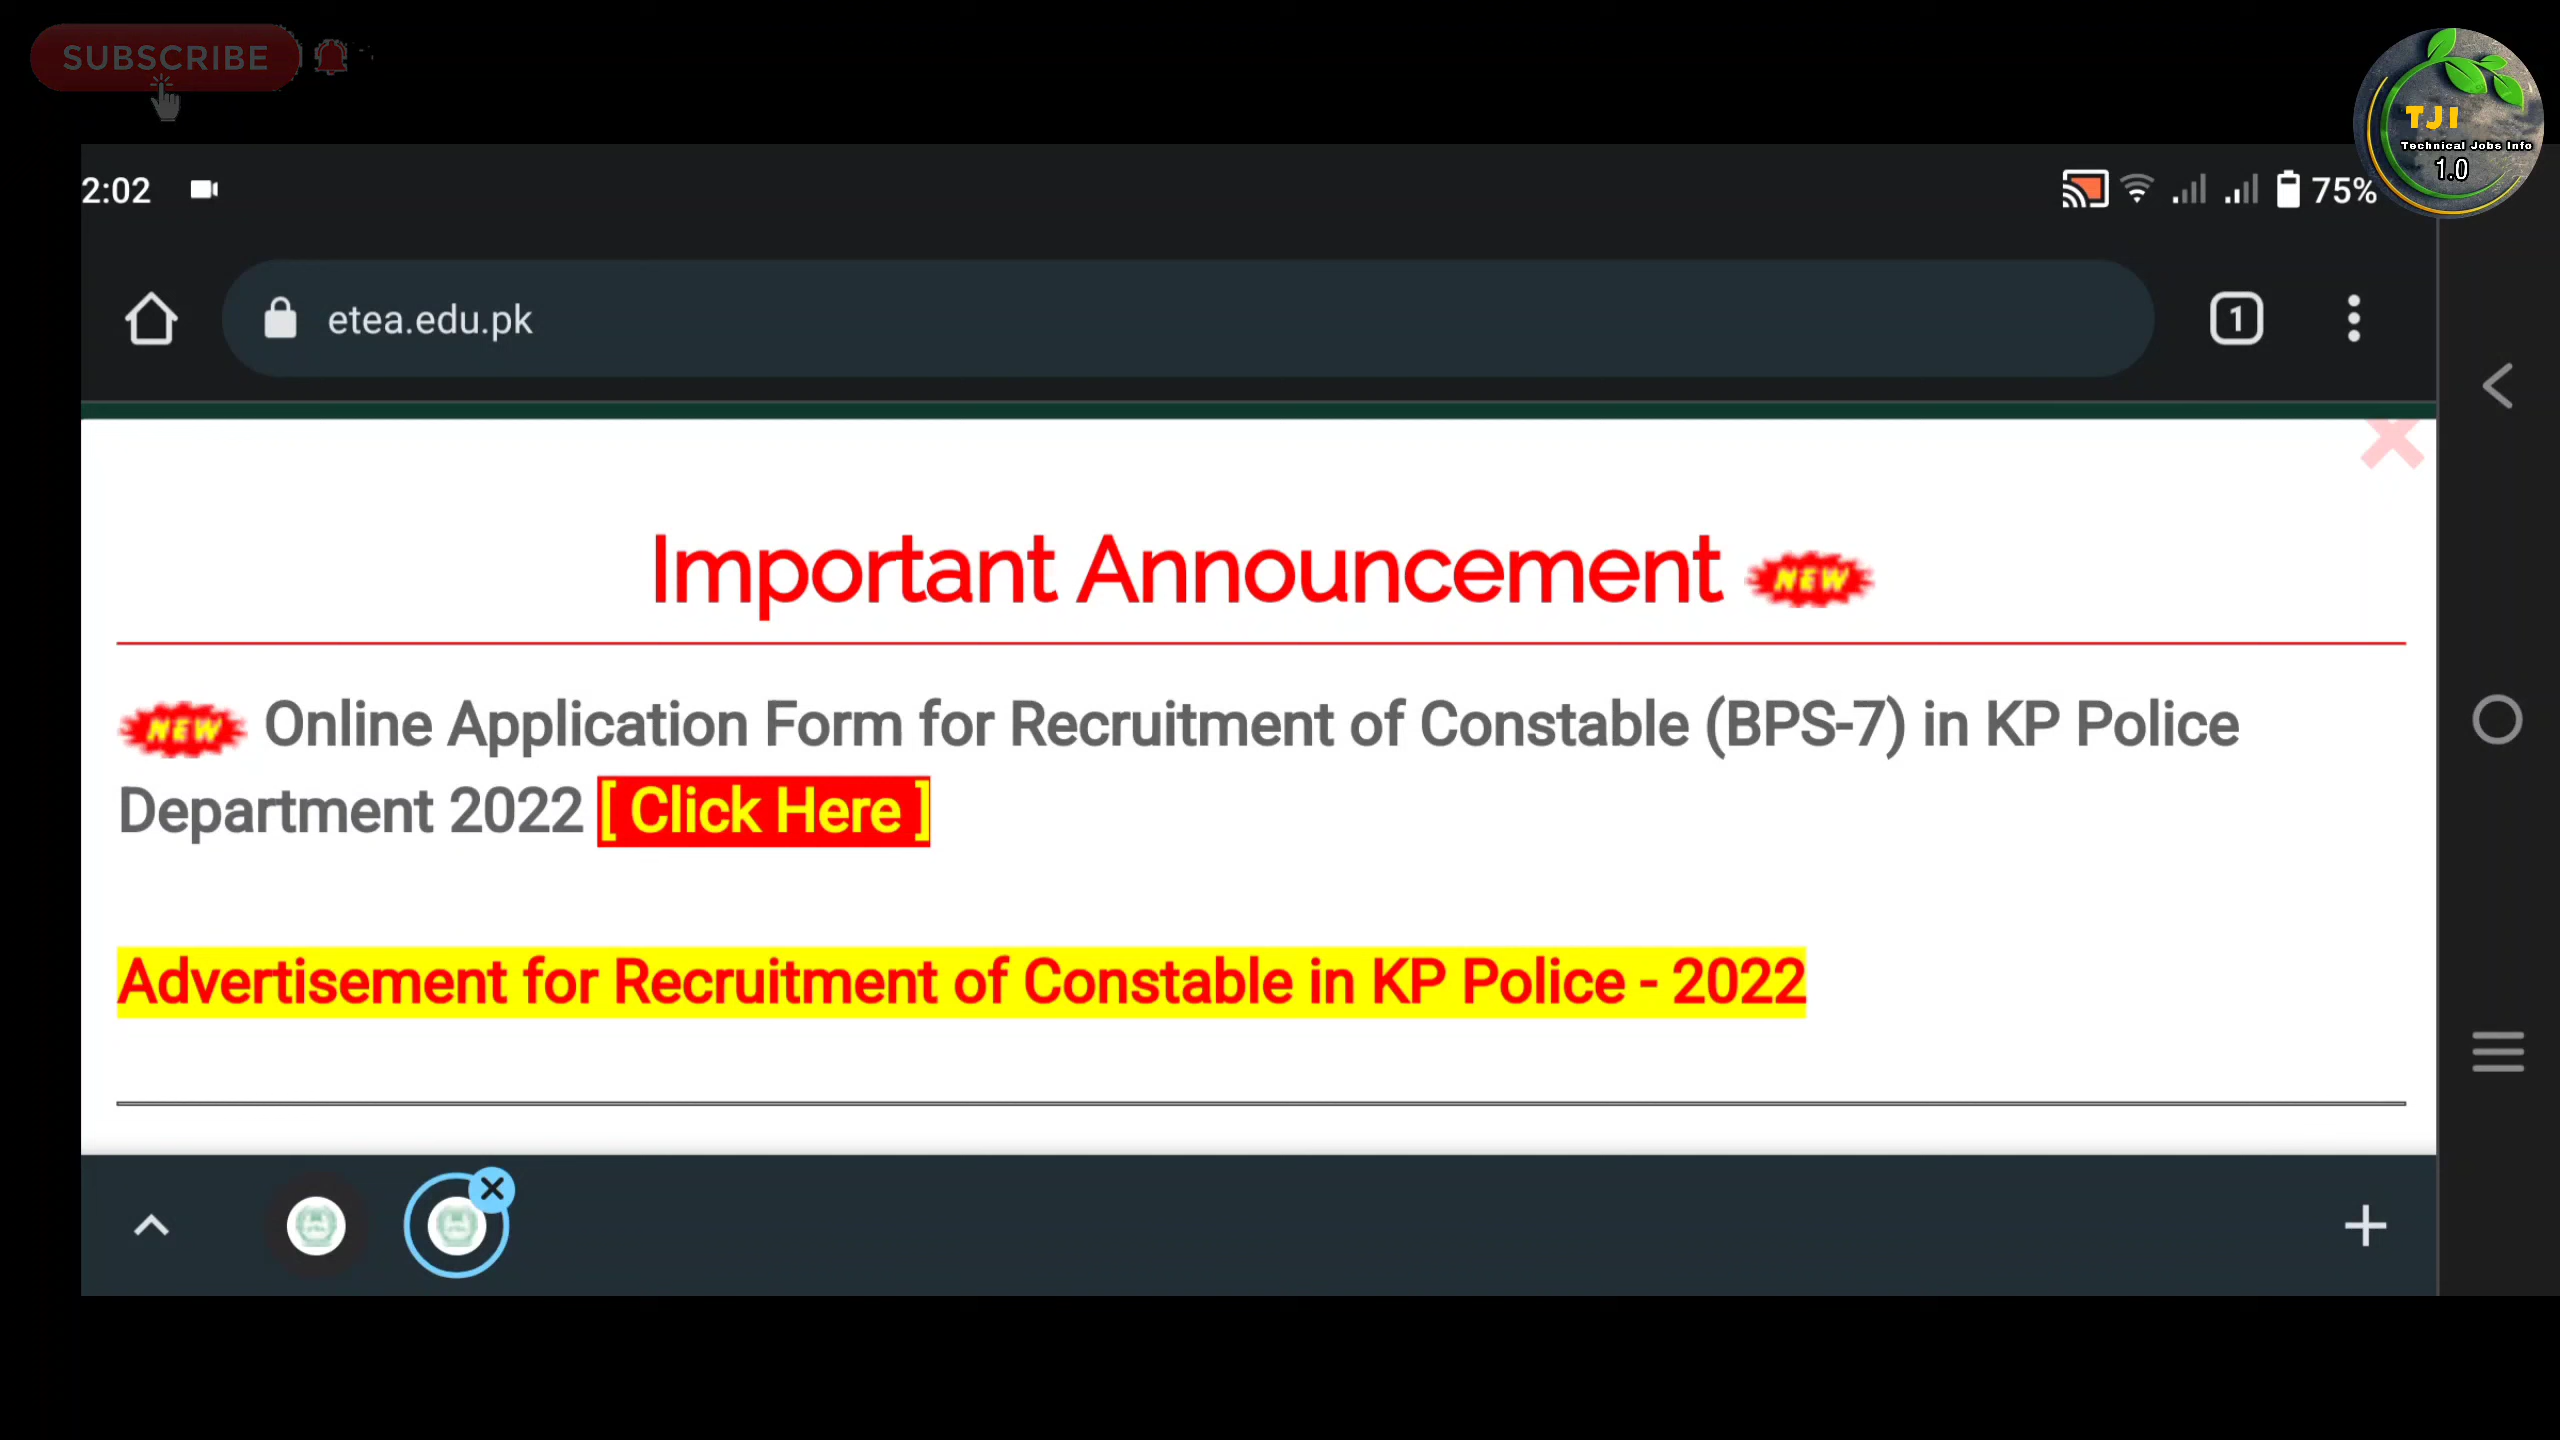 SUBSCRIBE
TJI
Technical Jobs Info
1.0
2:02
75%
etea.edu.pk
1
Important Announcement NEW
NEW Online Application Form for Recruitment of Constable (BPS-7) in KP Police
Department 2022 [ Click Here ]
Advertisement for Recruitment of Constable in KP Police - 2022